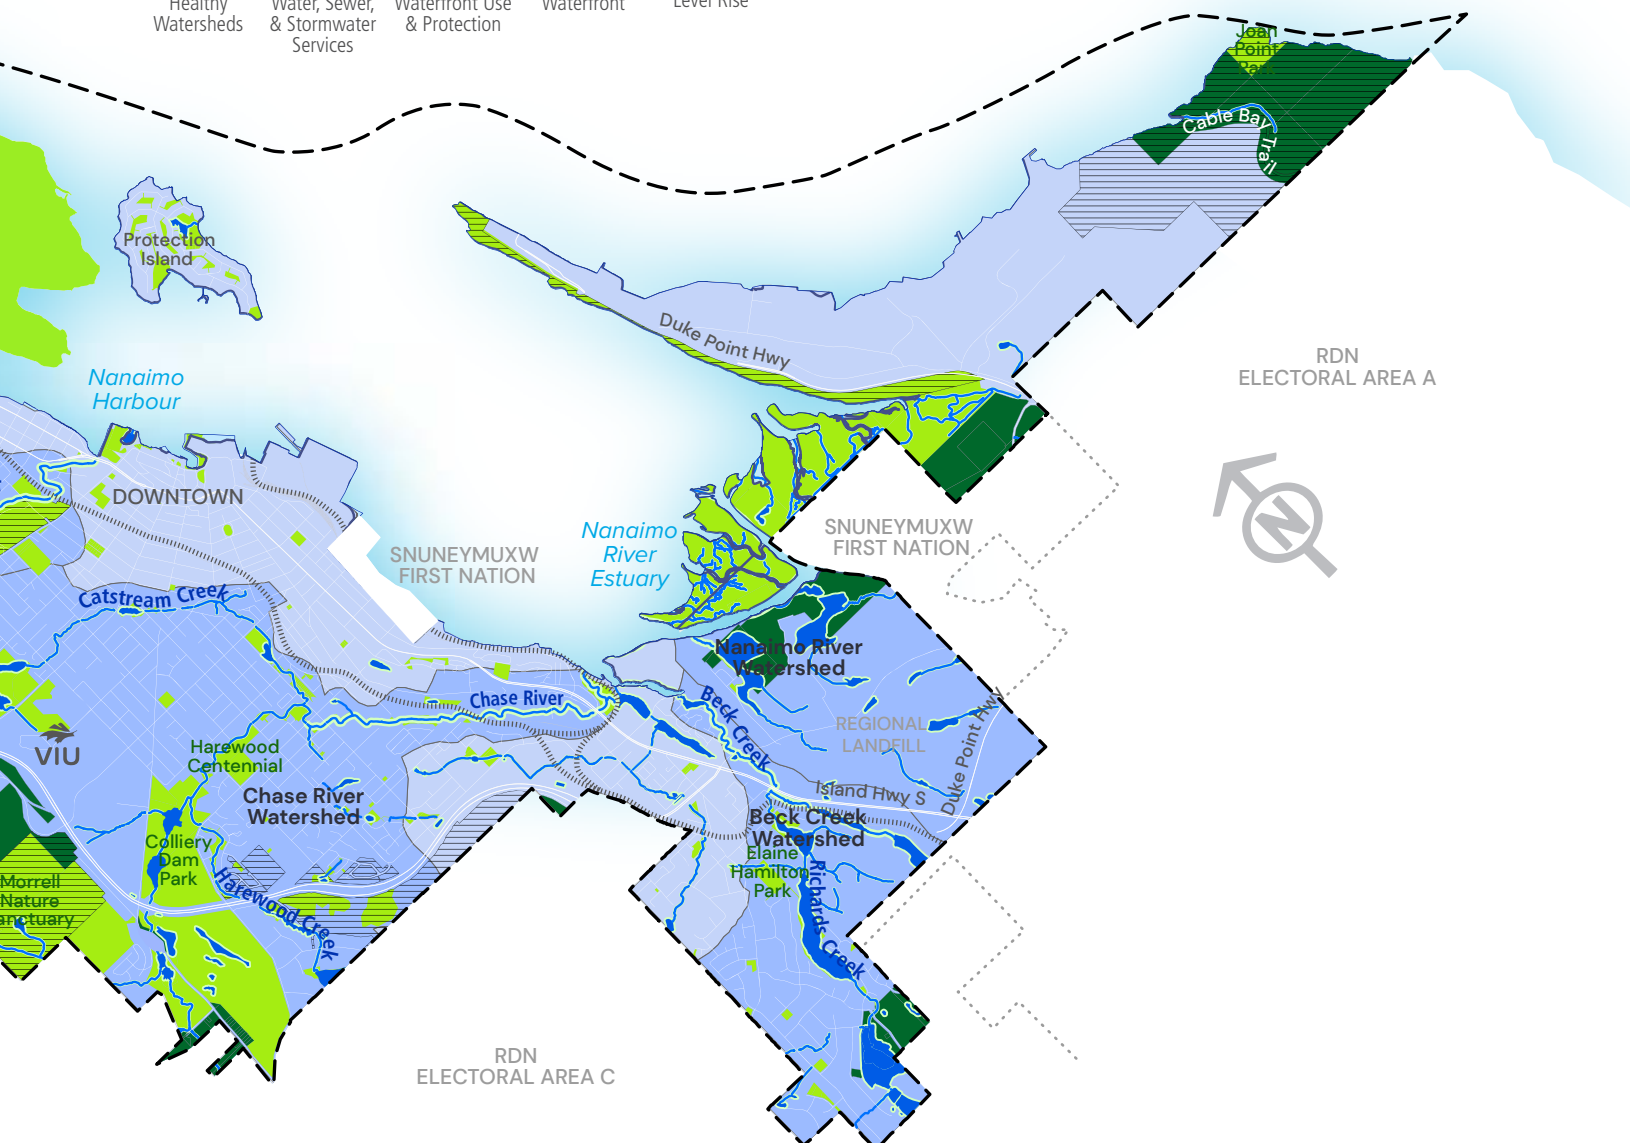 Healthy
Watersheds
Water, Sewer,
& Stormwater
Services
Waterfront Use
& Protection
Waterfront
Level Rise
Joan
Point
Park
Cable Bay Trail
Protection
Island
Duke Point Hwy
Nanaimo
Harbour
RDN
ELECTORAL AREA A
DOWNTOWN
SNUNEYMUXW
FIRST NATION
Nanaimo
River
Estuary
SNUNEYMUXW
FIRST NATION
N
Catstream Creek
Nanaimo River
Watershed
Chase River
Beck Creek
REGIONAL
LANDFILL
Duke Point Hwy
VIU
Harewood
Centennial
Chase River
Watershed
Island Hwy S
Beck Creek
Watershed
Colliery
Dam
Park
Elaine
Hamilton
Park
Morrell
Nature
Sanctuary
Harewood Creek
Richards Creek
RDN
ELECTORAL AREA C